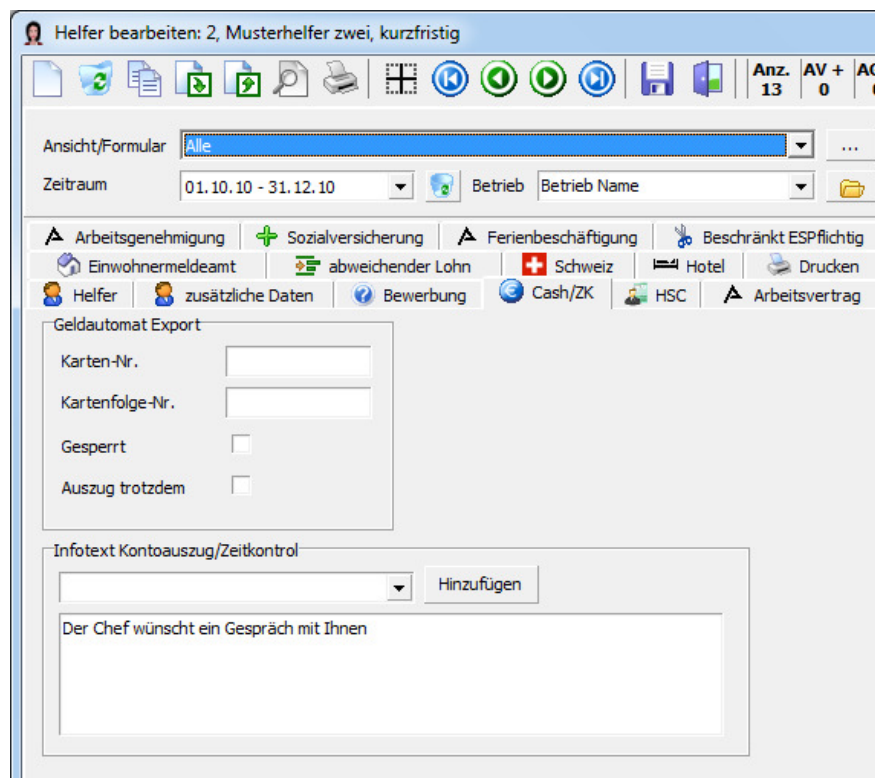 Helfer bearbeiten: 2, Musterhelfer zwei, kurzfristig
Anz. AV +
13 0
Ansicht/Formular Alle ...
Zeitraum 01.10.10 - 31.12.10 Betrieb Betrieb Name
Arbeitsgenehmigung Sozialversicherung Ferienbeschäftigung Beschränkt ESPflichtig
Einwohnermeldeamt abweichender Lohn Schweiz Hotel Drucken
Helfer zusätzliche Daten Bewerbung Cash/ZK HSC Arbeitsvertrag
Geldautomat Export
Karten-Nr.
Kartenfolge-Nr.
Gesperrt
Auszug trotzdem
Infotext Kontoauszug/Zeitkontrol
Hinzufügen
Der Chef wünscht ein Gespräch mit Ihnen